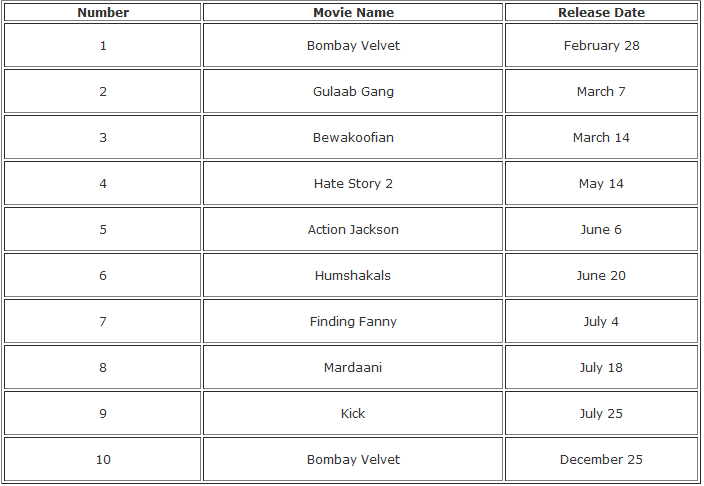 Number Movie Name Release Date
1 Bombay Velvet February 28
2 Gulaab Gang March 7
3 Bewakoofian March 14
4 Hate Story 2 May 14
5 Action Jackson June 6
6 Humshakals June 20
7 Finding Fanny July 4
8 Mardaani July 18
9 Kick July 25
10 Bombay Velvet December 25